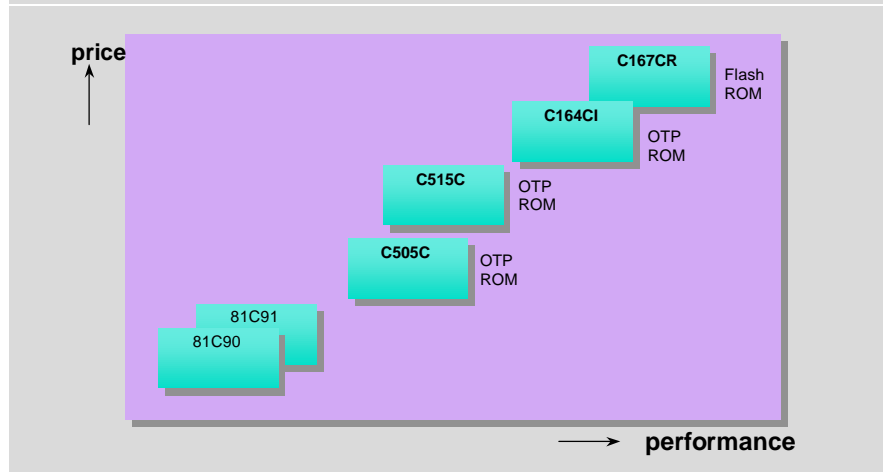 price
C167CR
Flash
ROM
C164CI
OTP
ROM
C515C
OTP
ROM
C505C
OTP
ROM
81C91
81C90
performance